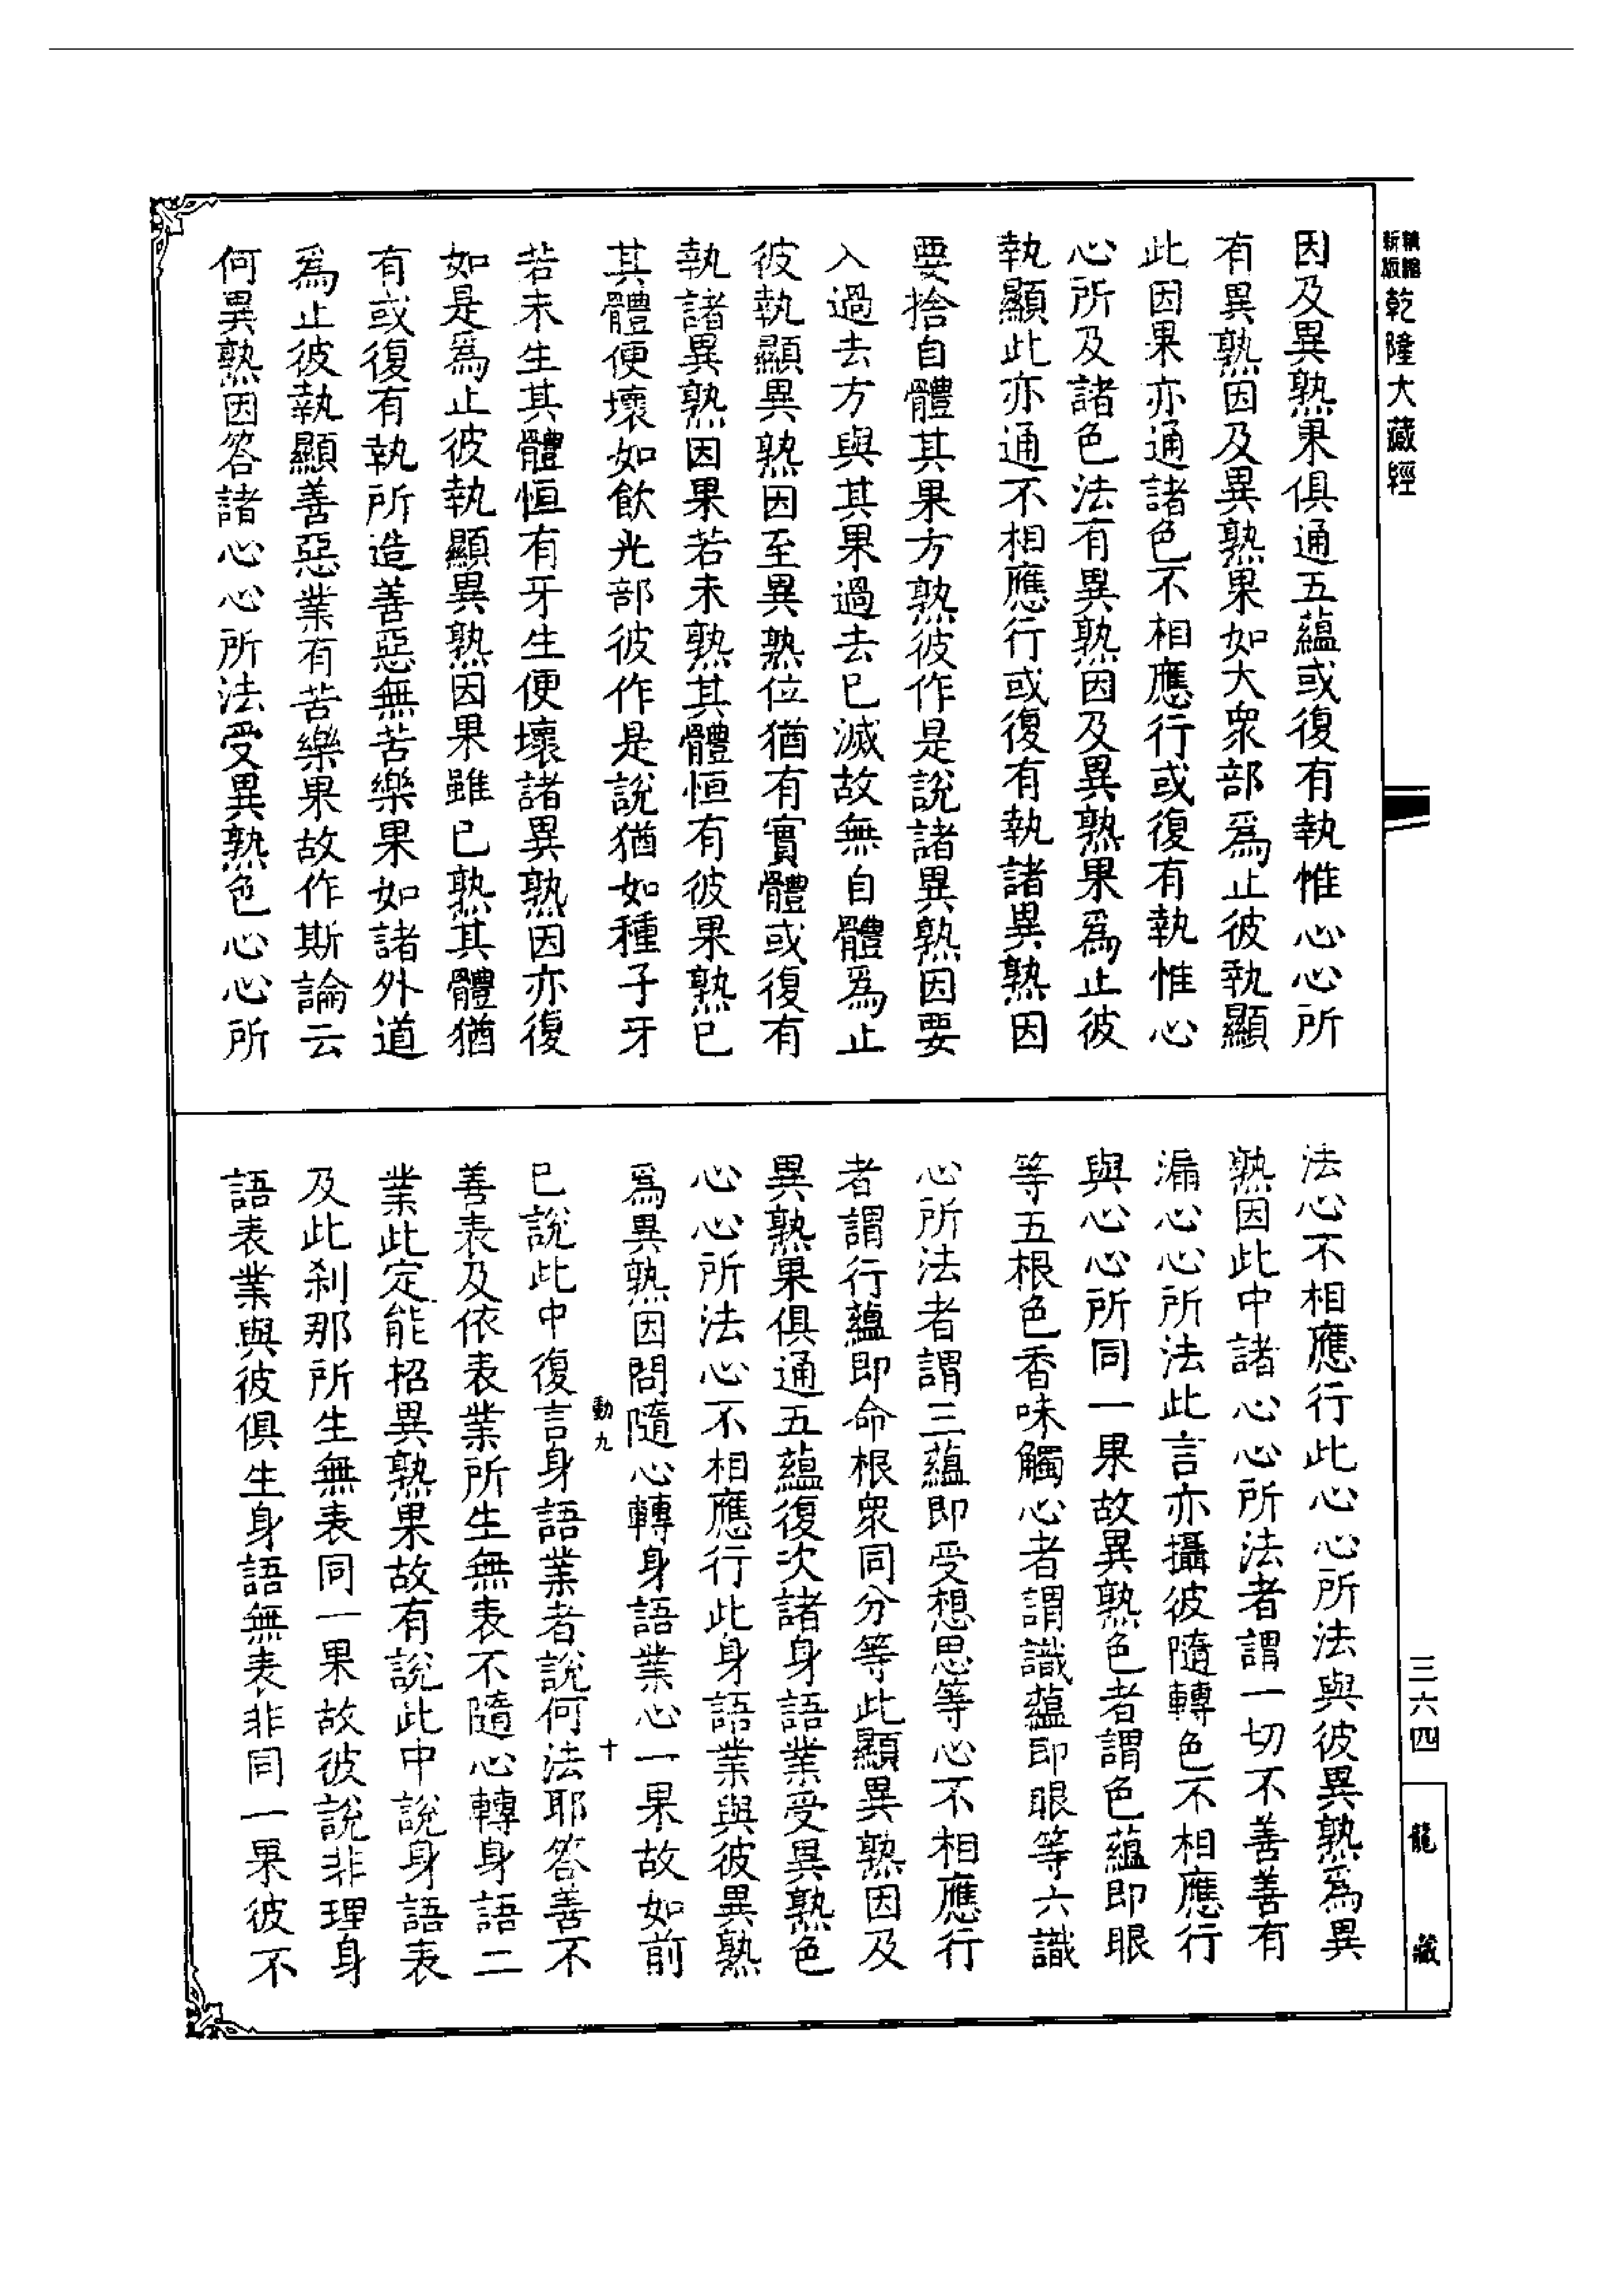 新版精縮乾隆大藏經
因及異熟果俱通五蘊或復有執惟心心所
有異熟因及異熟果如大衆部爲止彼執顯
此因果亦通諸色不相應行或復有執惟心
心所及諸色法有異熟因及異熟果爲止彼
執顯此亦通不相應行或復有執諸異熟因
要捨自體其果方熟彼作是說諸異熟因要
入過去方與其果過去已滅故無自體爲止
彼執顯異熟因至異熟位猶有實體或復有
執諸異熟因果若未熟其體恒有彼果熟已
其體便壞如飲光部彼作是說猶如種子牙
若未生其體恒有牙生便壞諸異熟因亦復
如是爲止彼執顯異熟因果雖已熟其體猶
有或復有執所造善惡無苦樂果如諸外道
爲止彼執顯善惡業有苦樂果故作斯論云
何異熟因答諸心心所法受異熟色心心所
法心不相應行此心心所法與彼異熟爲異
熟因此中諸心心所法者謂一切不善善有
漏心心所法此言亦攝彼隨轉色不相應行
與心心所同一果故異熟色者謂色蘊即眼
等五根色香味觸心者謂識蘊即眼等六識
心所法者謂三蘊即受想思等心不相應行
者謂行蘊即命根衆同分等此顯異熟因及
異熟果俱通五蘊復次諸身語業受異熟色
心心所法心不相應行此身語業與彼異熟
爲異熟因問隨心轉身語業心一果故如前
動九
十
已說此中復言身語業者說何法耶答善不
善表及依表業所生無表不隨心轉身語二
業此定能招異熟果故有說此中說身語表
及此刹那所生無表同一果故彼說非理身
語表業與彼俱生身語無表非同一果彼不
三六四
龍藏